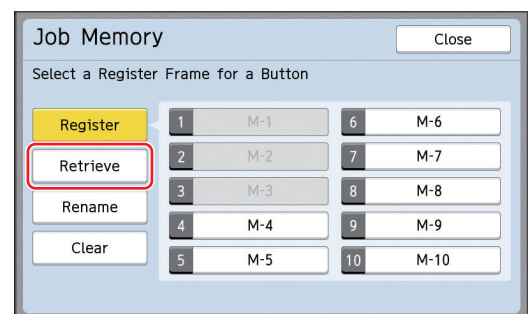 Job Memory
Close
Select a Register Frame for a Button
Register
Retrieve
Rename
Clear
1 M-1
2 M-2
3 M-3
4 M-4
5 M-5
6 M-6
7 M-7
8 M-8
9 M-9
10 M-10